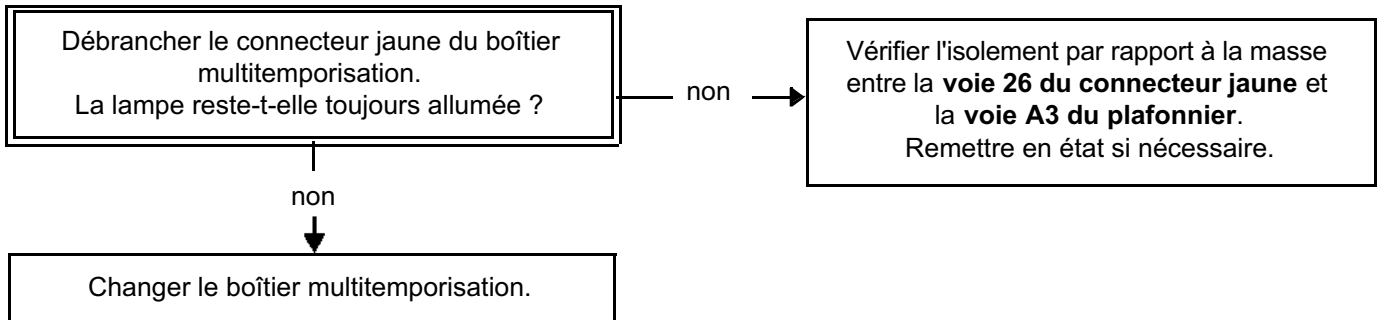 Débrancher le connecteur jaune du boîtier
multitemporisation.
La lampe reste-t-elle toujours allumée ?
non
Vérifier l'isolement par rapport à la masse
entre la voie 26 du connecteur jaune et
la voie A3 du plafonnier.
Remettre en état si nécessaire.
non
Changer le boîtier multitemporisation.